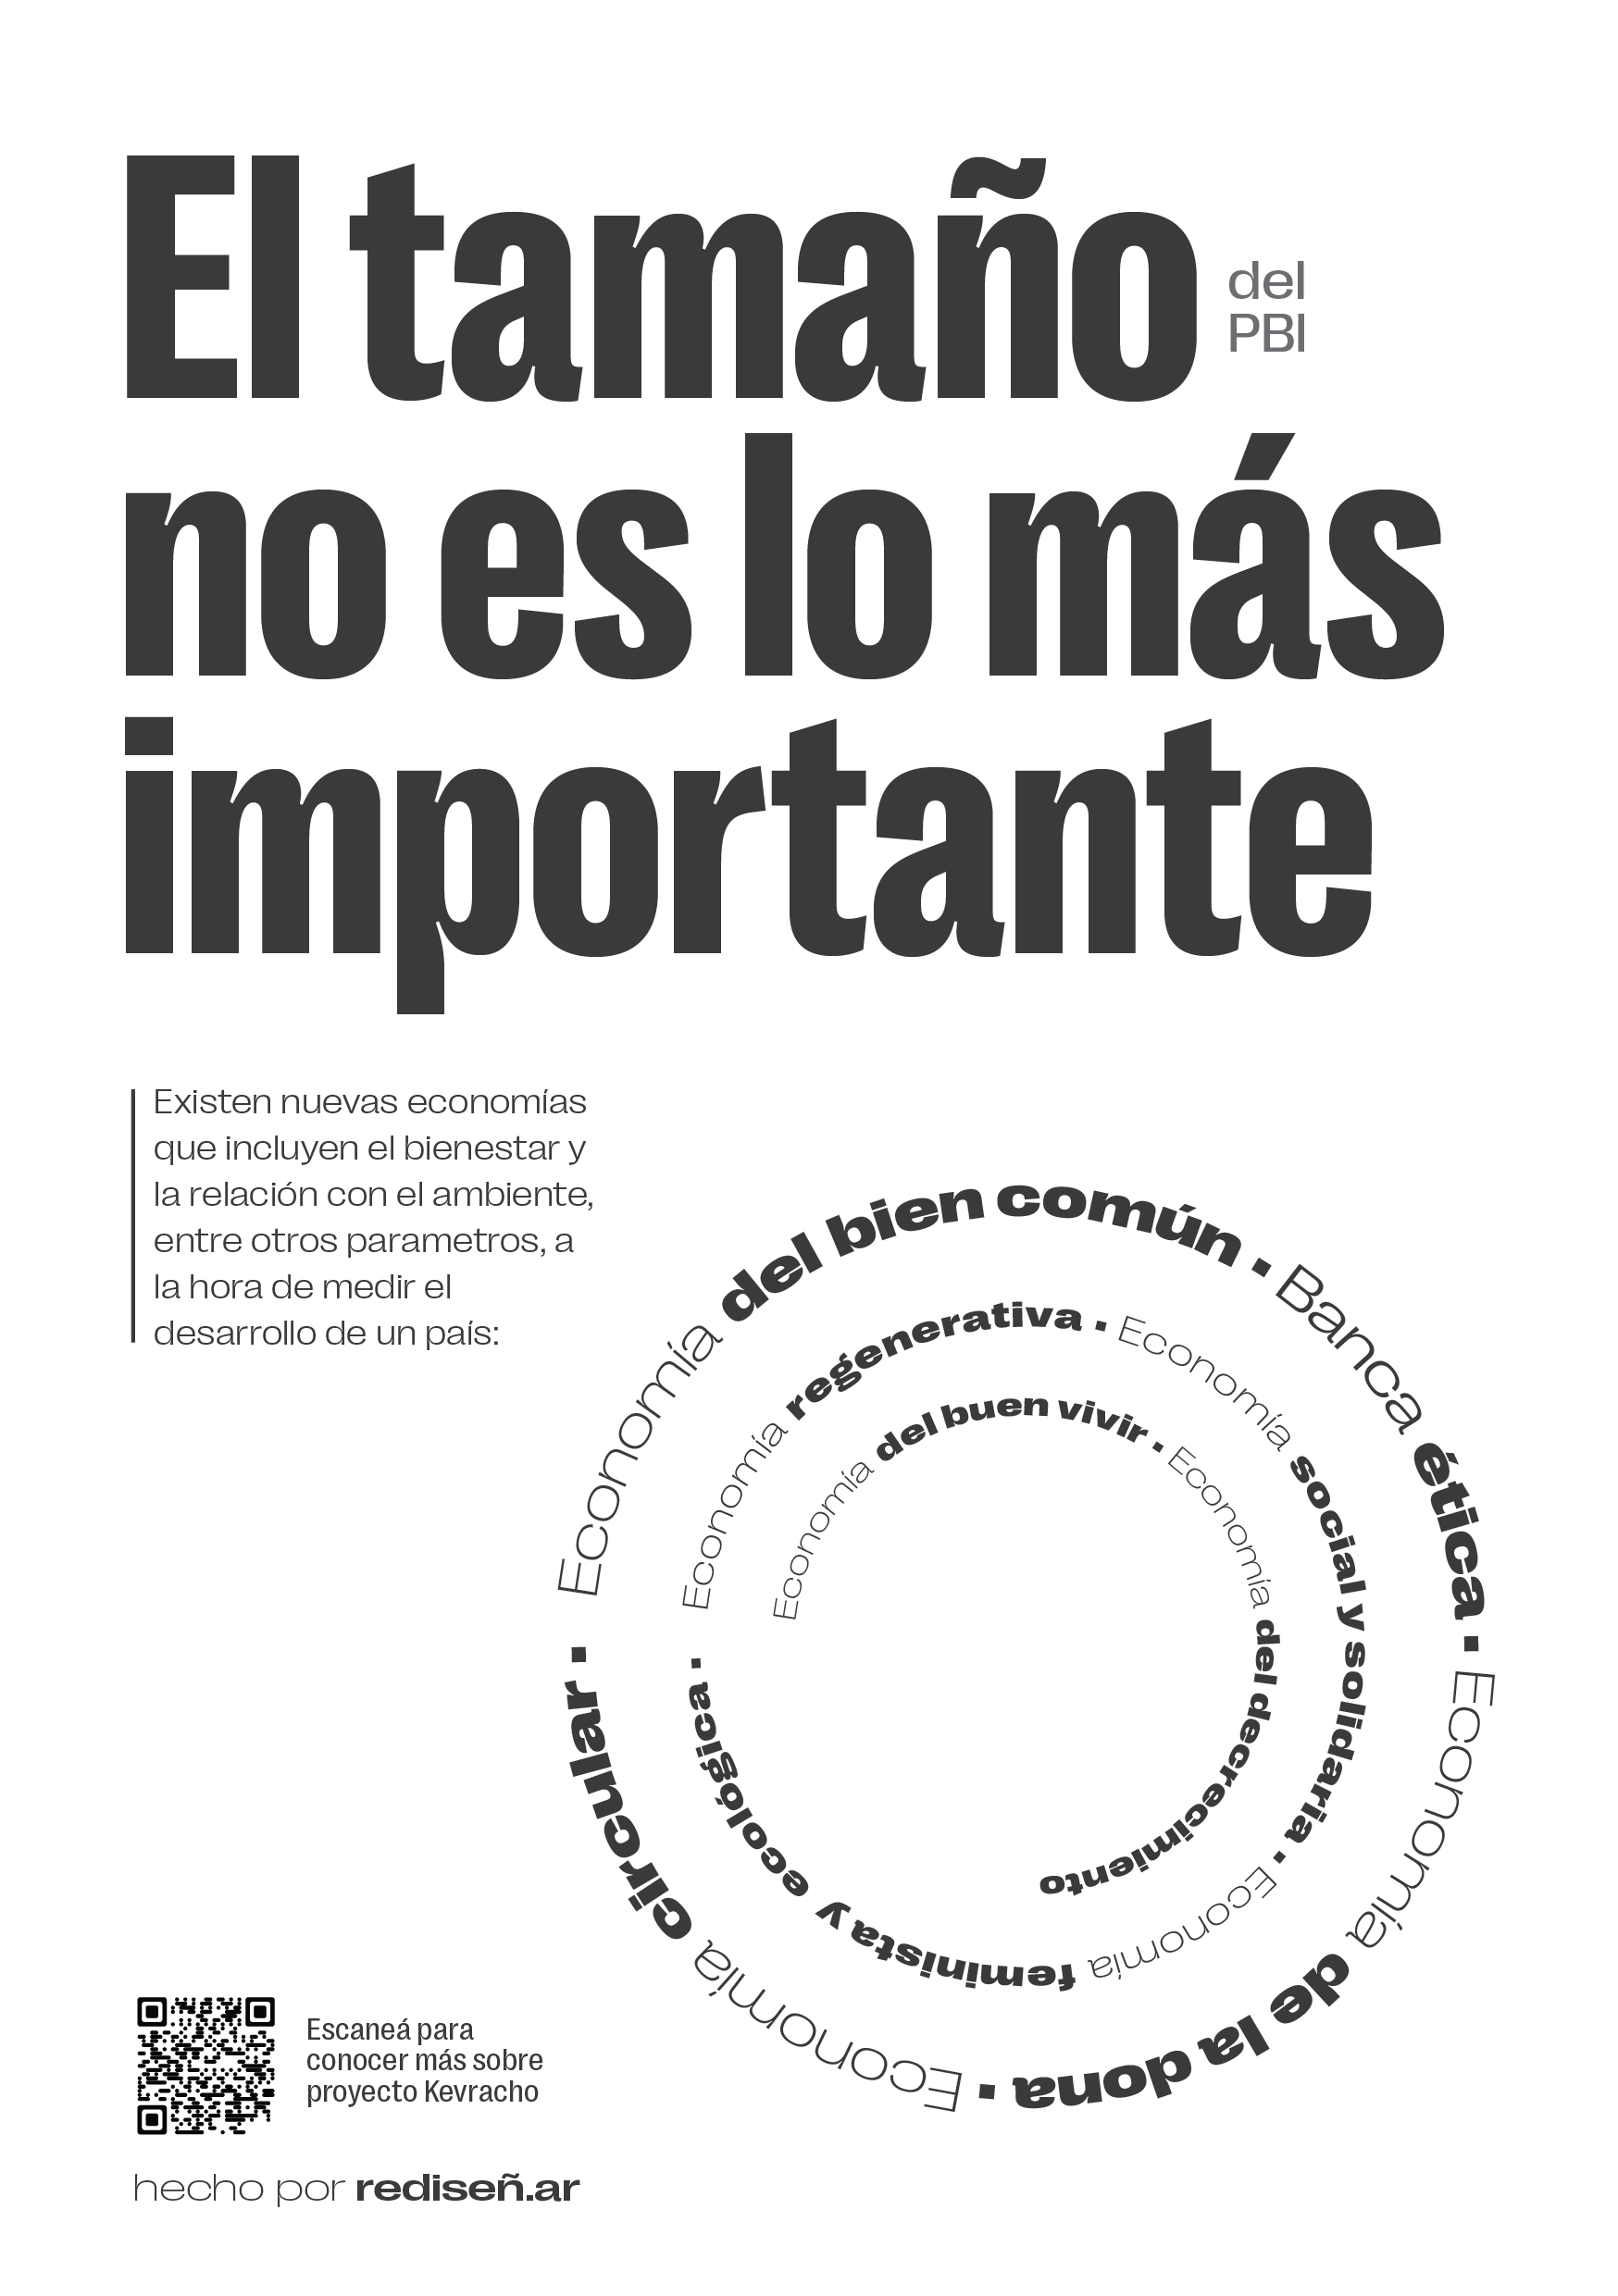 El tamaño del PBI
no es lo más
importante
Existen nuevas economías
que incluyen el bienestar y
la relación con el ambiente,
entre otros parametros, a
la hora de medir el
desarrollo de un país:
Economía del bien común · Banca ética · Economía de la dona · Economía circular ·
Economía regenerativa · Economía social y solidaria · Economía feminista y ecológica ·
Economía del buen vivir · Economía del decrecimiento
Escaneá para
conocer más sobre
proyecto Kevracho
hecho por rediseñ.ar